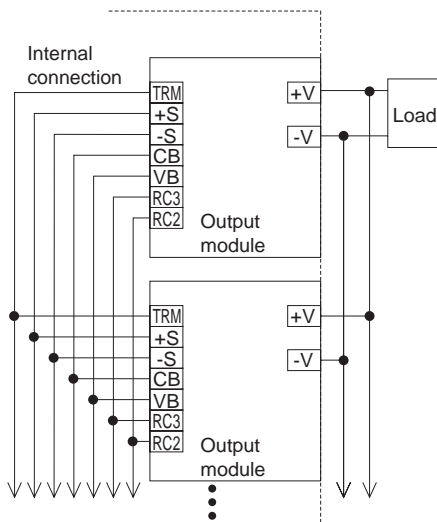 Internal
connection
TRM
+S
-S
CB
VB
RC3
RC2
+V
-V
Load
Output
module
TRM
+S
-S
CB
VB
RC3
RC2
+V
-V
Output
module